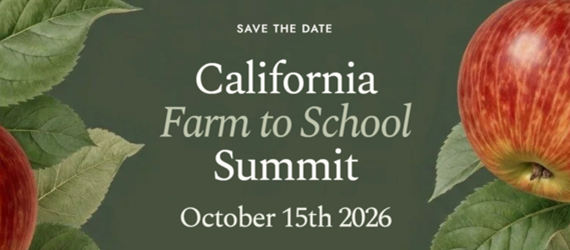 SAVE THE DATE
California
Farm to School
Summit
October 15th 2026